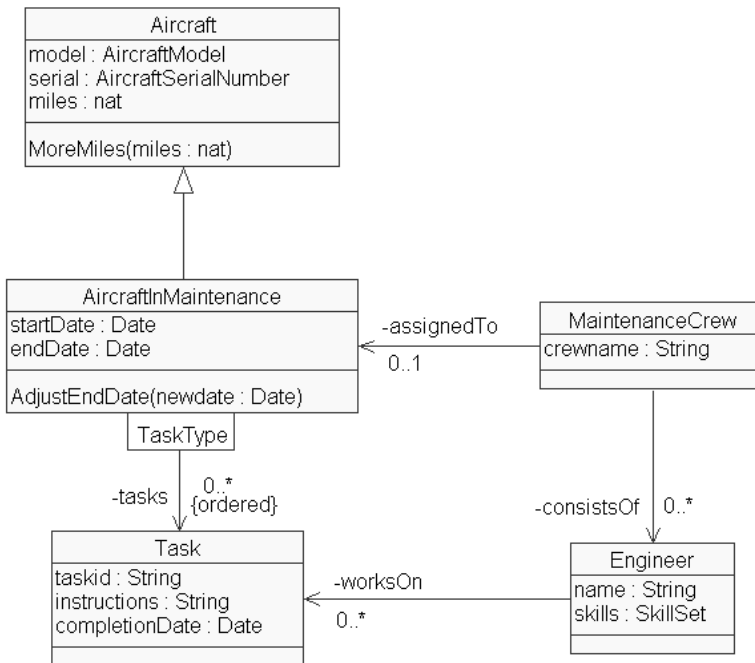 Aircraft
model : AircraftModel
serial : AircraftSerialNumber
miles : nat
MoreMiles(miles : nat)
AircraftInMaintenance
startDate : Date
endDate : Date
AdjustEndDate(newdate : Date)
TaskType
-assignedTo
0..1
MaintenanceCrew
crewname : String
-tasks
0..*
{ordered}
-consistsOf
0..*
Task
taskid : String
instructions : String
completionDate : Date
-worksOn
0..*
Engineer
name : String
skills : SkillSet